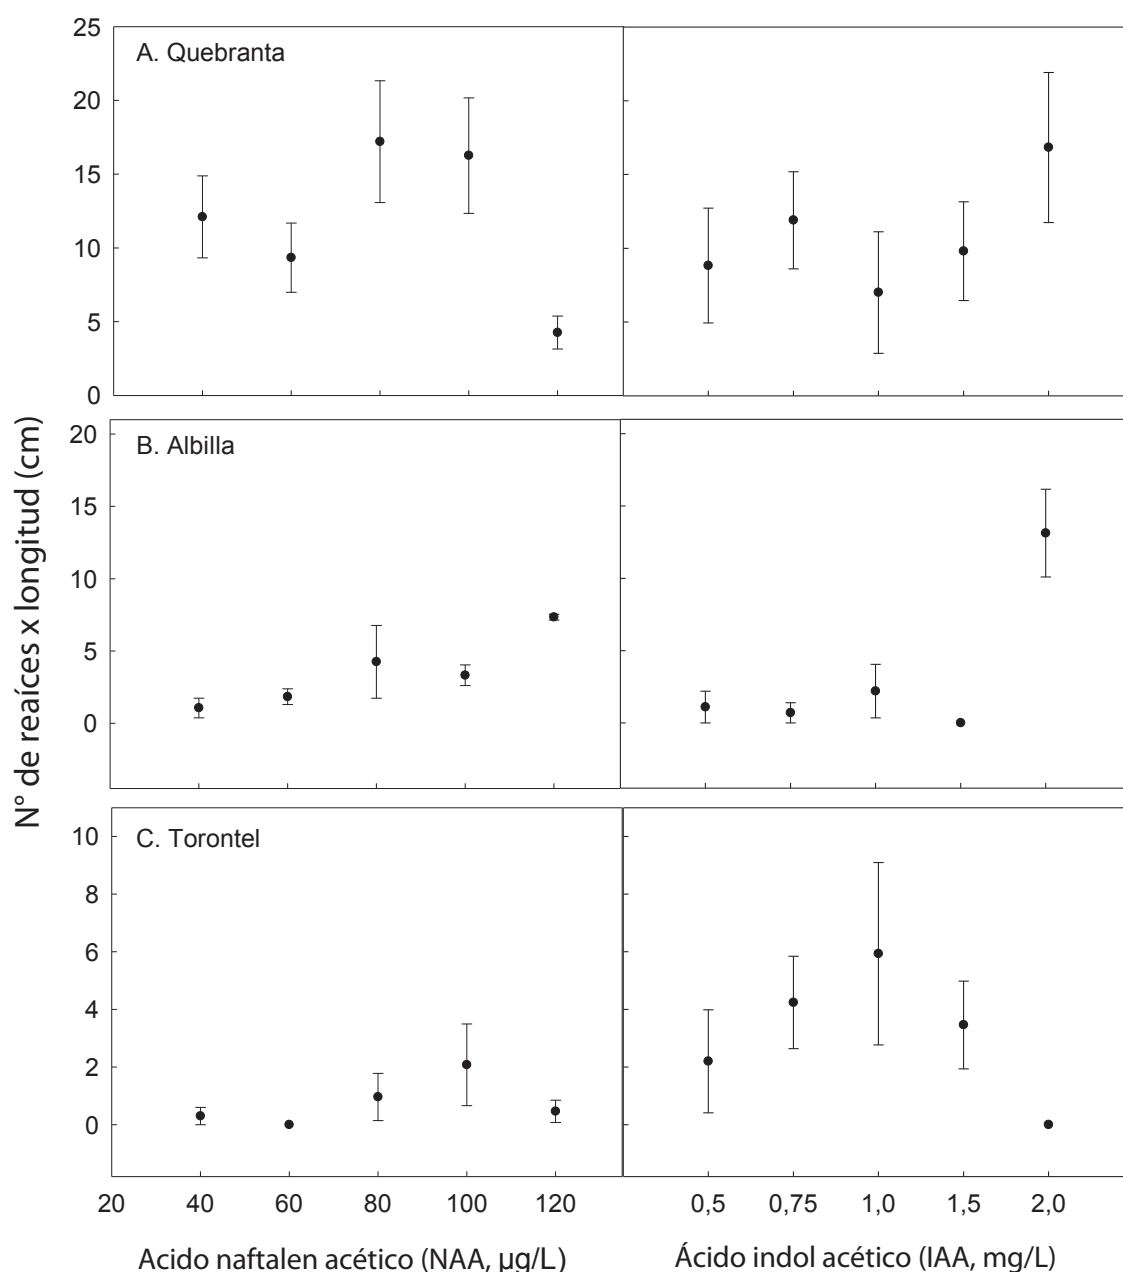 N° de reaíces x longitud (cm)
A. Quebranta
25
20
15
10
5
0
B. Albilla
20
15
10
5
0
C. Torontel
10
8
6
4
2
0
20 40 60 80 100 120
0,5 0,75 1,0 1,5 2,0
Acido naftalen acético (NAA, µg/L)
Ácido indol acético (IAA, mg/L)